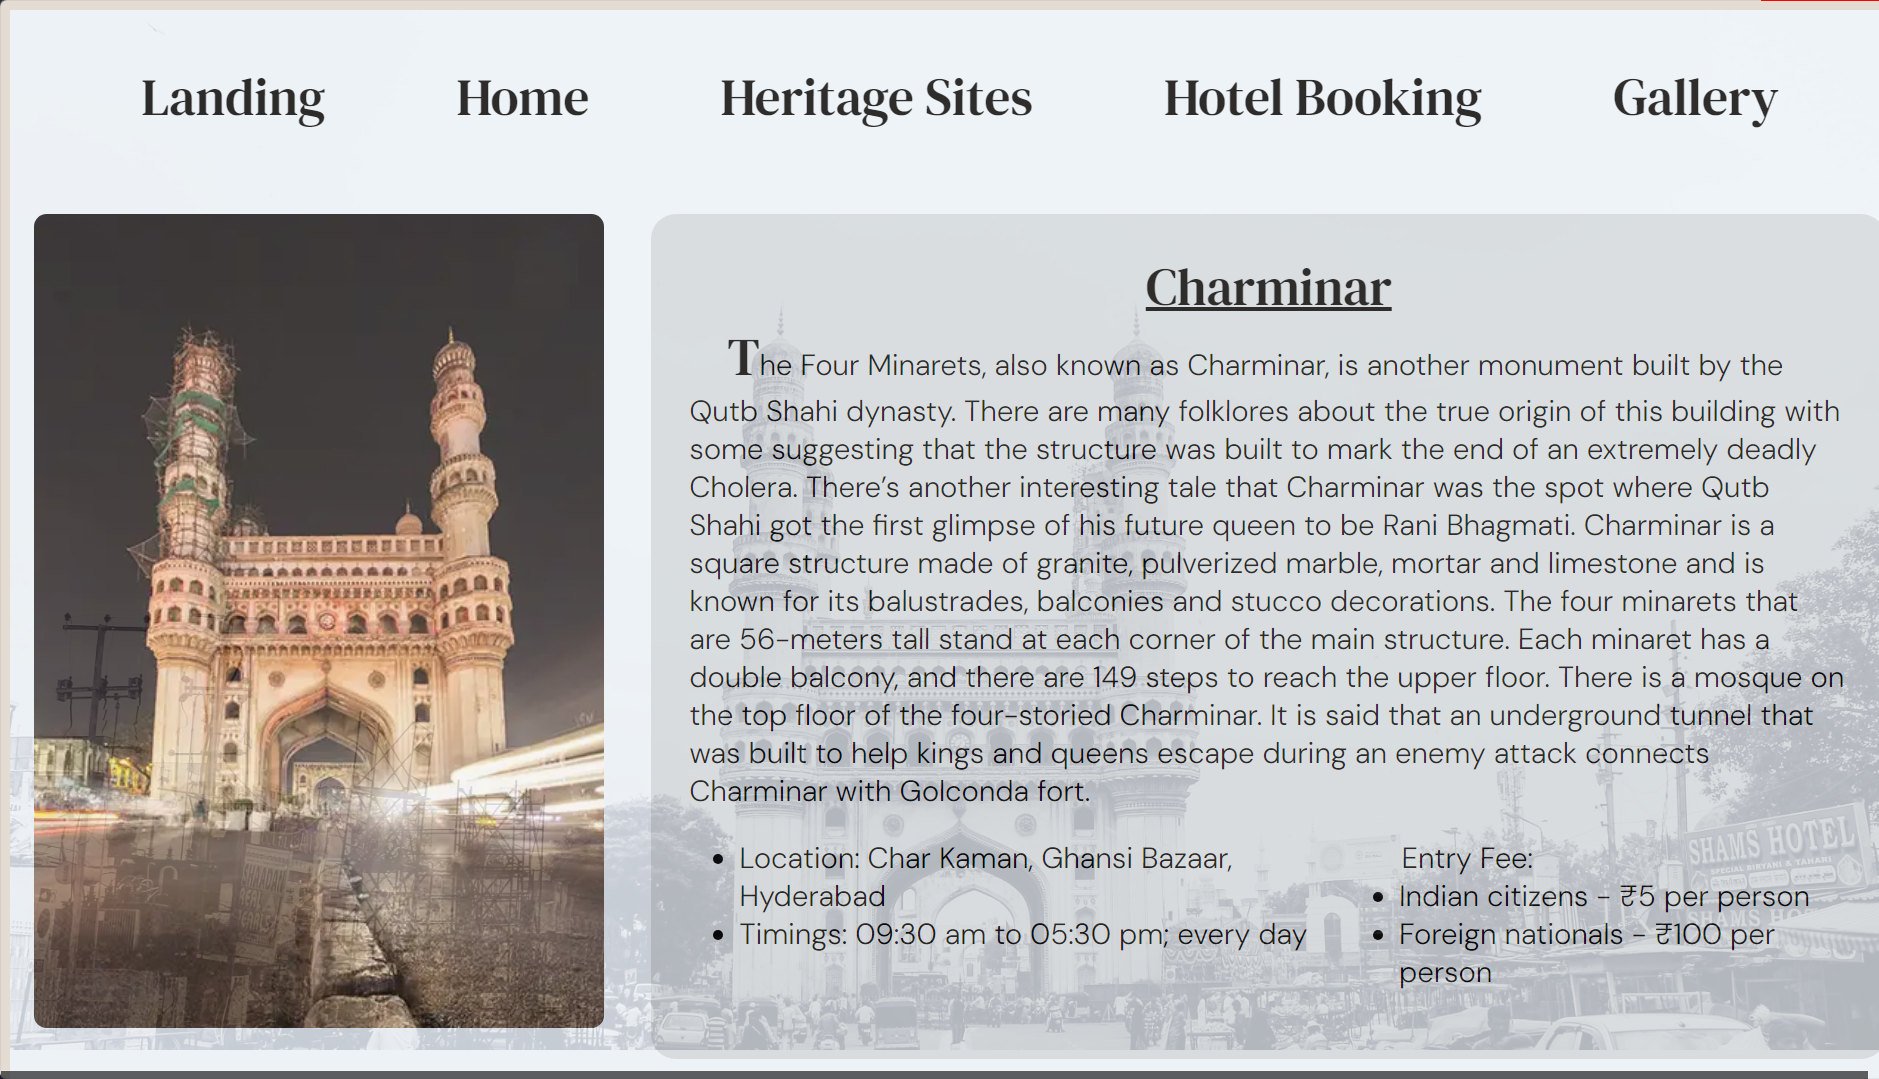 Landing Home Heritage Sites Hotel Booking Gallery
Charminar
The Four Minarets, also known as Charminar, is another monument built by the
Qutb Shahi dynasty. There are many folklores about the true origin of this building with
some suggesting that the structure was built to mark the end of an extremely deadly
Cholera. There’s another interesting tale that Charminar was the spot where Qutb
Shahi got the first glimpse of his future queen to be Rani Bhagmati. Charminar is a
square structure made of granite, pulverized marble, mortar and limestone and is
known for its balustrades, balconies and stucco decorations. The four minarets that
are 56-meters tall stand at each corner of the main structure. Each minaret has a
double balcony, and there are 149 steps to reach the upper floor. There is a mosque on
the top floor of the four-storied Charminar. It is said that an underground tunnel that
was built to help kings and queens escape during an enemy attack connects
Charminar with Golconda fort.
Location: Char Kaman, Ghansi Bazaar,
Hyderabad
Timings: 09:30 am to 05:30 pm; every day
Entry Fee:
Indian citizens - ₹5 per person
Foreign nationals - ₹100 per
person
SHAMS HOTEL
SPECIAL BIRYANI & TAHARI
SHAMS HO